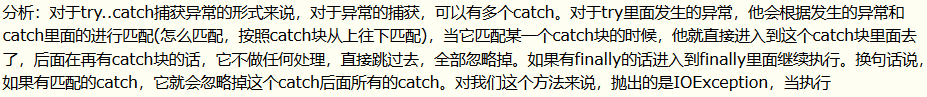 分析：对于try..catch捕获异常的形式来说，对于异常的捕获，可以有多个catch。对于try里面发生的异常，他会根据发生的异常和
catch里面的进行匹配(怎么匹配，按照catch块从上往下匹配)，当它匹配某一个catch块的时候，他就直接进入到这个catch块里面去
了，后面在再有catch块的话，它不做任何处理，直接跳过去，全部忽略掉。如果有finally的话进入到finally里面继续执行。换句话说，
如果有匹配的catch，它就会忽略掉这个catch后面所有的catch。对我们这个方法来说，抛出的是IOException，当执行